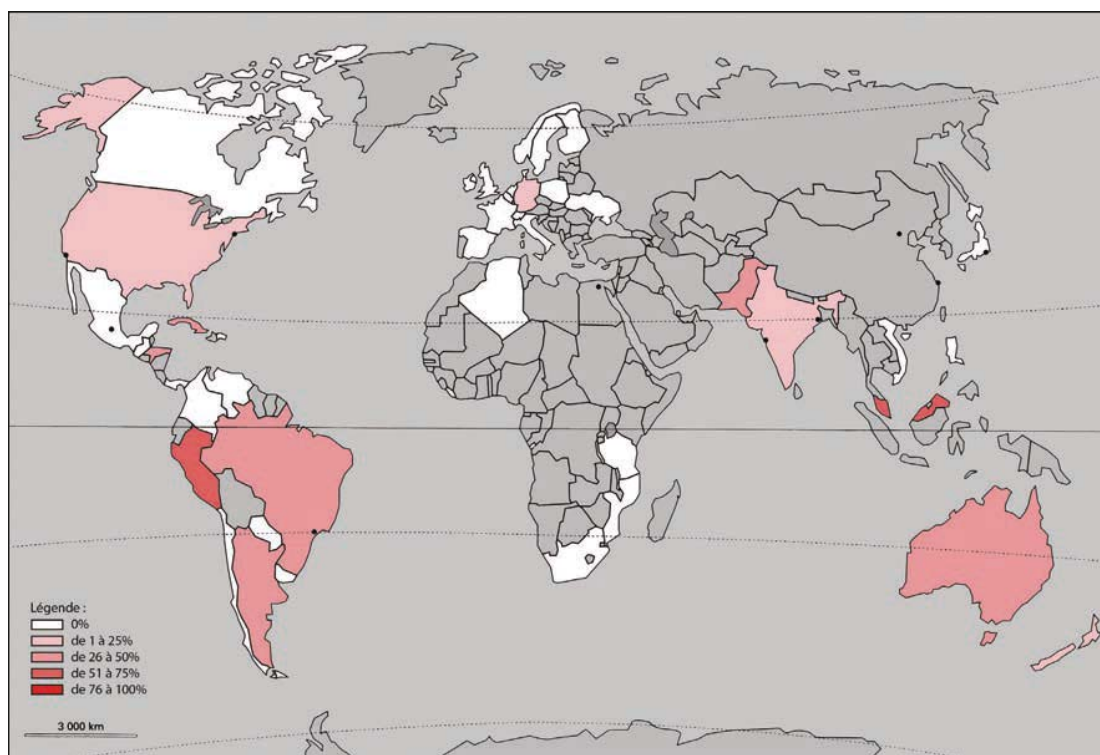 Légende :
0%
de 1 à 25%
de 26 à 50%
de 51 à 75%
de 76 à 100%
3 000 km